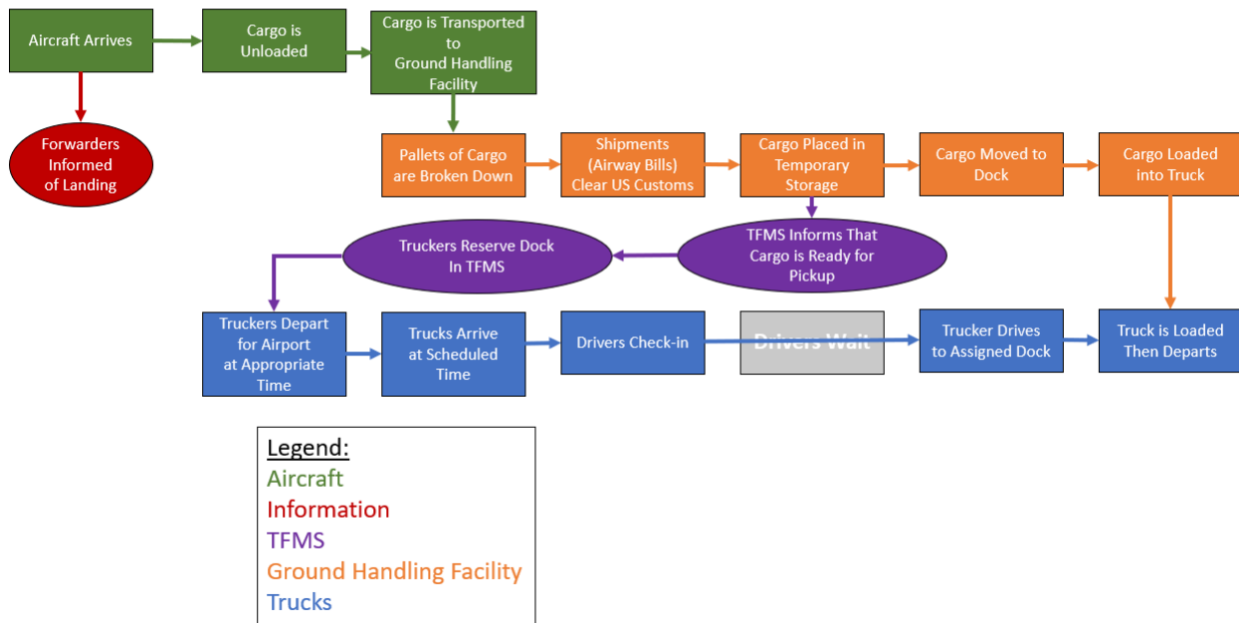 Aircraft Arrives
Cargo is
Unloaded
Cargo is Transported
to
Ground Handling
Facility
Forwarders
Informed
of Landing
Pallets of Cargo
are Broken Down
Shipments
(Airway Bills)
Clear US Customs
Cargo Placed in
Temporary
Storage
Cargo Moved to
Dock
Cargo Loaded
into Truck
Truckers Reserve Dock
In TFMS
TFMS Informs That
Cargo is Ready for
Pickup
Truckers Depart
for Airport
at Appropriate
Time
Trucks Arrive
at Scheduled
Time
Drivers Check-in
Drivers Wait
Trucker Drives
to Assigned Dock
Truck is Loaded
Then Departs
Legend:
Aircraft
Information
TFMS
Ground Handling Facility
Trucks